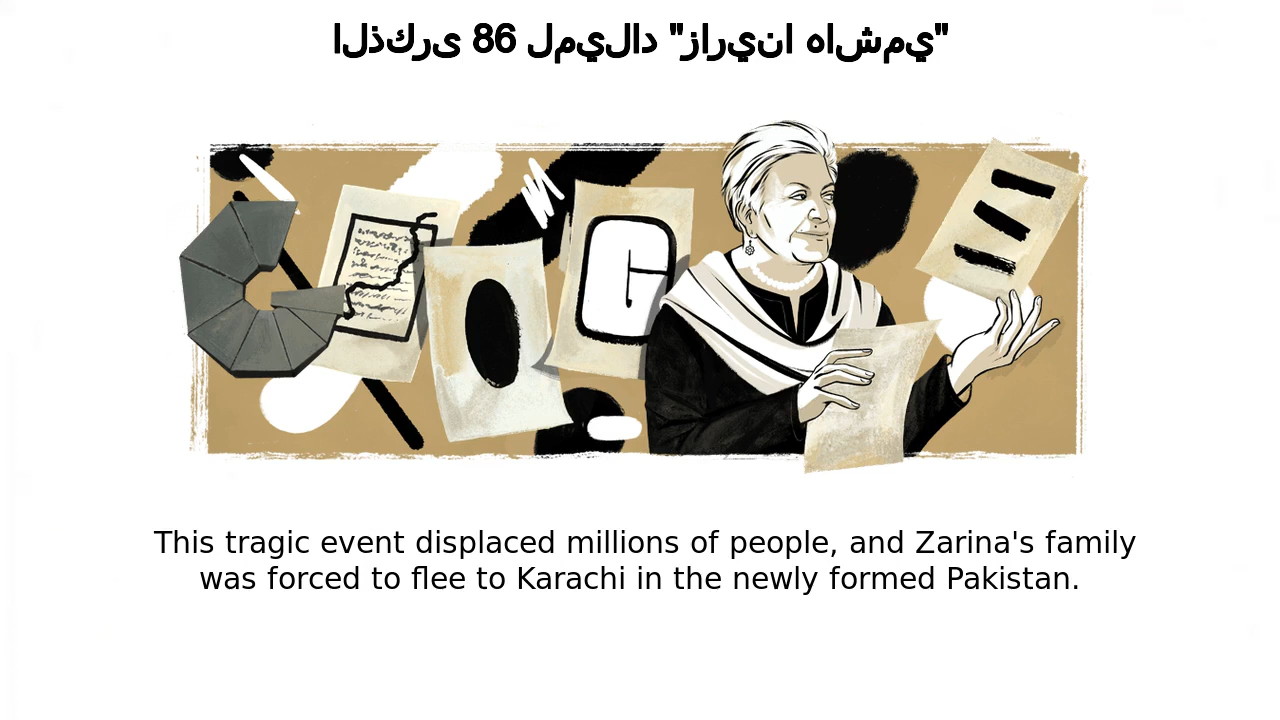 الذكرى 86 لميلاد "زارينا هاشمي"
This tragic event displaced millions of people, and Zarina's family
was forced to flee to Karachi in the newly formed Pakistan.